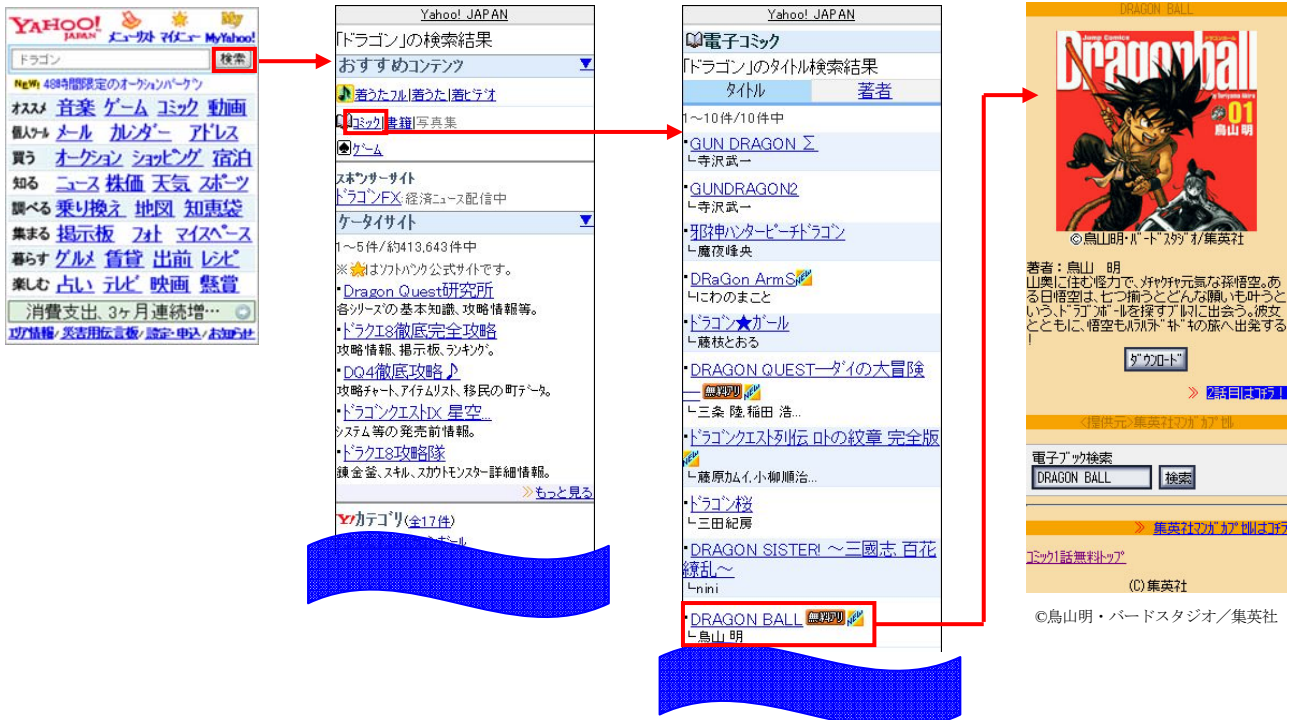 YAHOO!
JAPAN
ﾆｭｰｽﾘｰﾀ
ﾏｲﾒﾆｭｰ
My
MyYahoo!
ドラゴン
検索
NeW! 48時間限定のｵｰｸｼｮﾝﾊﾞｰｹﾞﾝ
ｵｽｽﾒ 音楽 ｹﾞｰﾑ ｺﾐｯｸ 動画
個人ﾂｰﾙ ﾒｰﾙ ｶﾚﾝﾀﾞｰ ｱﾄﾞﾚｽ
買う ｵｰｸｼｮﾝ ｼｮｯﾋﾟﾝｸﾞ 宿泊
知る ﾆｭｰｽ 株価 天気 ｽﾎﾟｰﾂ
調べる 乗り換え 地図 知恵袋
集まる 掲示板 ﾌｫﾄ ﾏｲｽﾍﾟｰｽ
暮らす ｸﾞﾙﾒ 賃貸 出前 ﾚｼﾋﾟ
楽しむ 占い ﾃﾚﾋﾞ 映画 懸賞
消費支出､3ヶ月連続増…
ｴﾘｱ情報/災害用伝言板/設定･申込/お知らせ
Yahoo! JAPAN
｢ﾄﾞﾗｺﾞﾝ｣の検索結果
おすすめｺﾝﾃﾝﾂ
着うたﾌﾙ|着うた|着ﾋﾞﾃﾞｵ
ｺﾐｯｸ|書籍|写真集
ｹﾞｰﾑ
ｽﾎﾟﾝｻｰｻｲﾄ
ﾄﾞﾗｺﾞﾝFX:経済ﾆｭｰｽ配信中
ｹｰﾀｲｻｲﾄ
1～5件/約413,643件中
※はｿﾌﾄﾊﾞﾝｸ公式ｻｲﾄです｡
･Dragon Quest研究所
各ｼﾘｰｽﾞの基本知識､攻略情報等｡
･ﾄﾞﾗｸｴ8徹底完全攻略
攻略情報､掲示板､ﾗﾝｷﾝｸﾞ｡
･DQ4徹底攻略♪
攻略ﾁｬｰﾄ､ｱｲﾃﾑﾘｽﾄ､移民の町ﾃﾞｰﾀ｡
･ﾄﾞﾗｺﾞﾝｸｴｽﾄIX 星空...
ｼｽﾃﾑ等の発売前情報｡
･ﾄﾞﾗｸｴ8攻略隊
錬金釜､ｽｷﾙ､ｽｶｳﾄﾓﾝｽﾀｰ詳細情報｡
≫もっと見る
Y!ｶﾃｺﾞﾘ(全17件)
Yahoo! JAPAN
電子ｺﾐｯｸ
｢ﾄﾞﾗｺﾞﾝ｣のﾀｲﾄﾙ検索結果
ﾀｲﾄﾙ 著者
1～10件/10件中
･GUN DRAGON Σ
└寺沢武一
･GUNDRAGON2
└寺沢武一
･邪神ﾊﾝﾀｰﾋﾟｰﾁﾄﾞﾗｺﾞﾝ
└魔夜峰央
･DRaGon ArmS NEW
└にわのまこと
･ﾄﾞﾗｺﾞﾝ★ｶﾞｰﾙ
└藤枝とおる
･DRAGON QUEST―ﾀﾞｲの大冒険
― 無料ｱﾘ NEW
└三条 陸､稲田 浩...
･ﾄﾞﾗｺﾞﾝｸｴｽﾄ列伝 ﾛﾄの紋章 完全版
NEW
└藤原ｶﾑｲ､小柳順治...
･ﾄﾞﾗｺﾞﾝ桜
└三田紀房
･DRAGON SISTER! ～三國志 百花
繚乱～
└nini
･DRAGON BALL 無料ｱﾘ NEW
└鳥山 明
DRAGON BALL
Jump Comics
ドラゴンボール
Dragonball
by Toriyama Akira
01
鳥山明
©鳥山明･ﾊﾞｰﾄﾞｽﾀｼﾞｵ/集英社
著者：鳥山 明
山奥に住む怪力で､ﾒﾁｬｸﾁｬ元気な孫悟空｡あ
る日悟空は､七つ揃うとどんな願いも叶うと
いう､ﾄﾞﾗｺﾞﾝﾎﾞｰﾙを探すﾌﾞﾙﾏに出会う｡彼女
とともに､悟空もﾊﾗﾊﾗﾄﾞｷﾄﾞｷの旅へ出発する
!
ﾀﾞｳﾝﾛｰﾄﾞ
≫ 2話目はｺﾁﾗ!
<提供元>集英社ﾏﾝｶﾞｶﾌﾟｾﾙ
電子ﾌﾞｯｸ検索
DRAGON BALL 検索
≫ 集英社ﾏﾝｶﾞｶﾌﾟｾﾙはｺﾁﾗ
ｺﾐｯｸ1話無料ﾄｯﾌﾟ
(C)集英社
©鳥山明・バードスタジオ／集英社